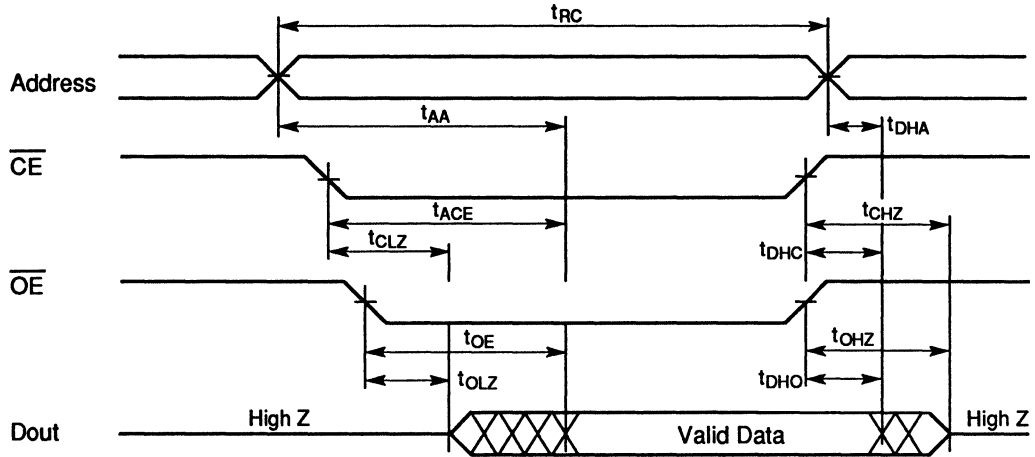 tRC
Address
tAA
tDHA
CE
tACE
tCHZ
tCLZ
tDHC
OE
tOE
tOHZ
tOLZ
tDHO
High Z
High Z
Dout
Valid Data